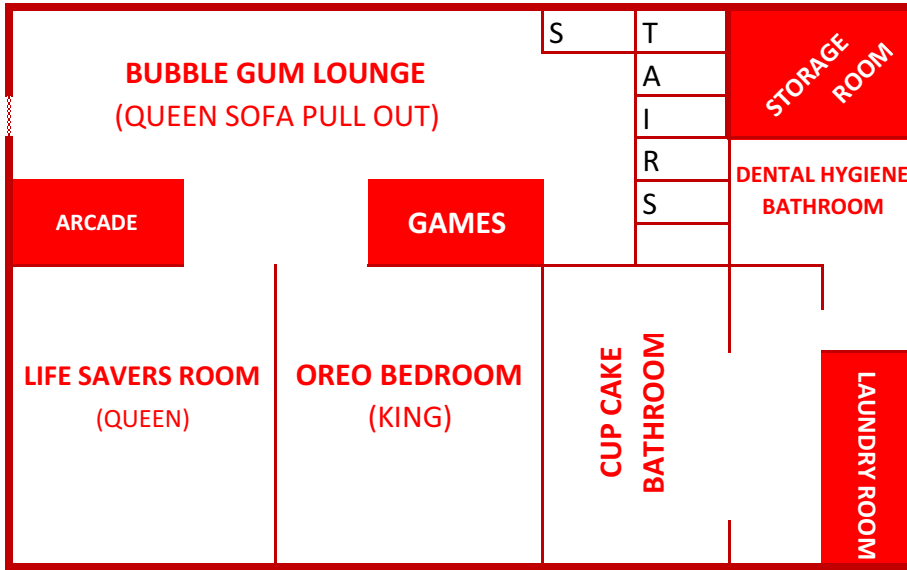 BUBBLE GUM LOUNGE
(QUEEN SOFA PULL OUT)
S T
A
I
R
S
STORAGE
ROOM
DENTAL HYGIENE
BATHROOM
ARCADE
GAMES
LIFE SAVERS ROOM
(QUEEN)
OREO BEDROOM
(KING)
CUP CAKE
BATHROOM
LAUNDRY ROOM